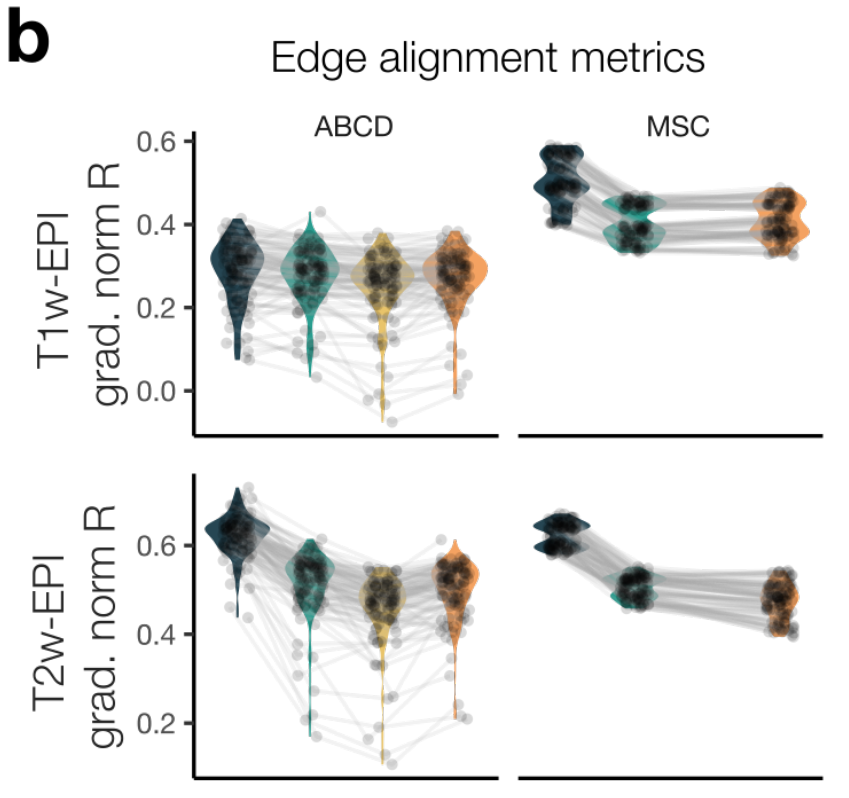 b
Edge alignment metrics
ABCD
MSC
T1w-EPI
grad. norm R
0.6
0.4
0.2
0.0
T2w-EPI
grad. norm R
0.6
0.4
0.2